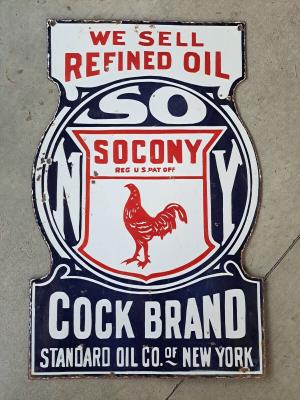 WE SELL
REFINED OIL
SO
N Y
SOCONY
REG U S. PAT OFF
COCK BRAND
STANDARD OIL CO. OF NEW YORK